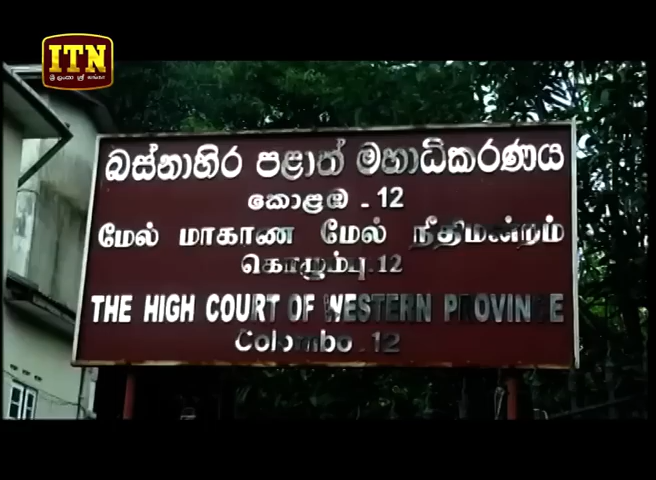 ITN
බස්නාහිර පළාත් මහාධිකරණය
කොළඹ - 12
மேல் மாகாண மேல் நீதிமன்றம்
கொழும்பு 12
THE HIGH COURT OF WESTERN PROVINCE
Colombo 12